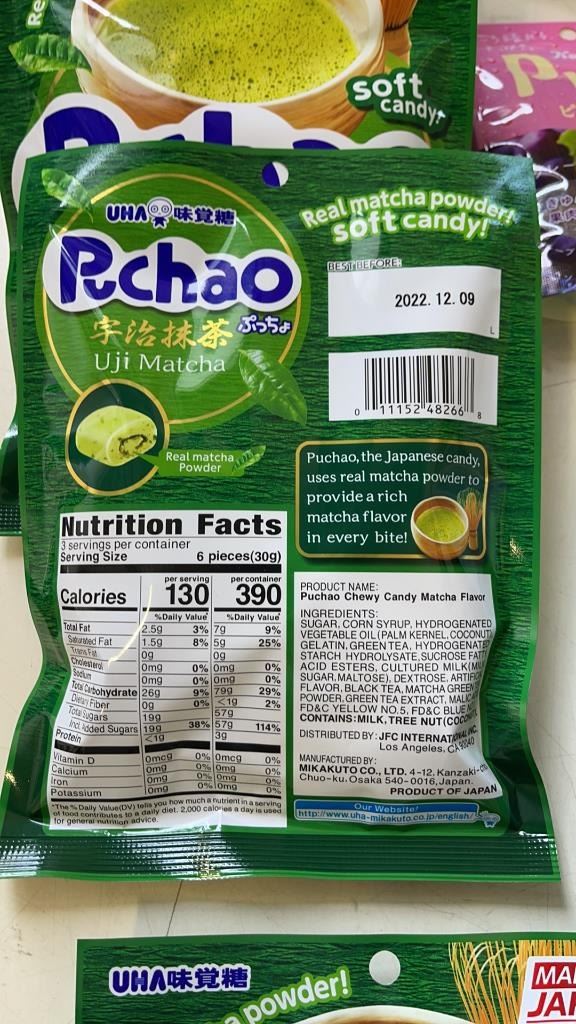 Re
soft
candy!
UHA味覚糖
Puchao
宇治抹茶 ぷっちょ
Uji Matcha
Real matcha
Powder
Real matcha powder!
soft candy!
BEST BEFORE:
2022. 12. 09
L
0 11152 48266 8
Puchao, the Japanese candy,
uses real matcha powder to
provide a rich
matcha flavor
in every bite!
Nutrition Facts
3 servings per container
Serving Size 6 pieces(30g)
per serving per container
Calories 130 390
%Daily Value* %Daily Value*
Total Fat 2.5g 3% 7g 9%
Saturated Fat 1.5g 8% 5g 25%
Trans Fat 0g 0g
Cholesterol 0mg 0% 0mg 0%
Sodium 0mg 0% 0mg 0%
Total Carbohydrate 26g 9% 79g 29%
Dietary Fiber 0g 0% <1g 2%
Total Sugars 19g 57g
Incl. Added Sugars 19g 38% 57g 114%
Protein <1g 3g
Vitamin D 0mcg 0% 0mcg 0%
Calcium 0mg 0% 0mg 0%
Iron 0mg 0% 0mg 0%
Potassium 0mg 0% 0mg 0%
*The % Daily Value(DV) tells you how much a nutrient in a serving
of food contributes to a daily diet. 2,000 calories a day is used
for general nutrition advice.
PRODUCT NAME:
Puchao Chewy Candy Matcha Flavor
INGREDIENTS:
SUGAR, CORN SYRUP, HYDROGENATED
VEGETABLE OIL (PALM KERNEL, COCONUT),
GELATIN, GREEN TEA, HYDROGENATED
STARCH HYDROLYSATE, SUCROSE FATTY
ACID ESTERS, CULTURED MILK (MILK,
SUGAR, MALTOSE), DEXTROSE, ARTIFICIAL
FLAVOR, BLACK TEA, MATCHA GREEN TEA
POWDER, GREEN TEA EXTRACT, MALIC
FD&C YELLOW NO.5, FD&C BLUE NO.
CONTAINS: MILK, TREE NUT (COCONUT)
DISTRIBUTED BY: JFC INTERNATIONAL INC.
Los Angeles, CA 90040
MANUFACTURED BY:
MIKAKUTO CO., LTD. 4-12, Kanzaki-cho
Chuo-ku, Osaka 540-0016, Japan.
PRODUCT OF JAPAN
Our Website!
http://www.uha-mikakuto.co.jp/english/
UHA味覚糖
a powder!
MA
JAP